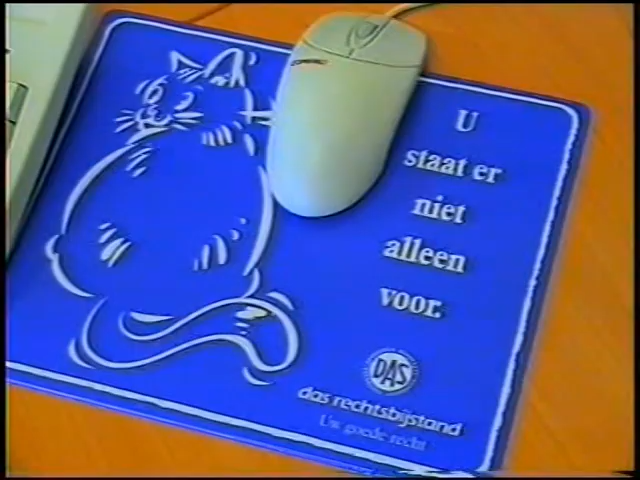 U
staat er
niet
alleen
voor.
DAS
das rechtsbijstand
Uw goede recht